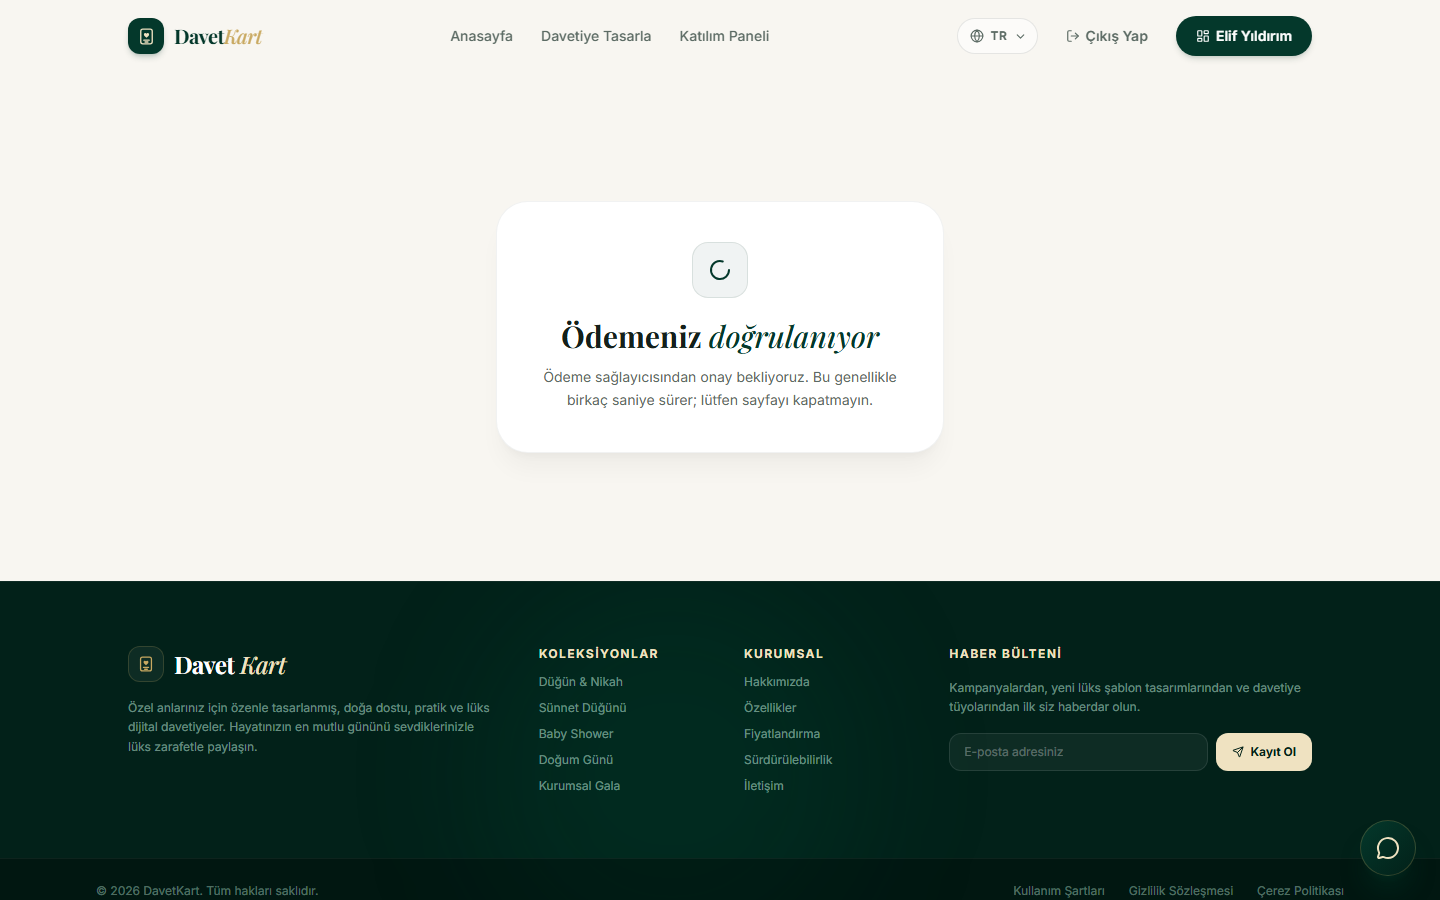 DavetKart
Anasayfa
Davetiye Tasarla
Katılım Paneli
TR
Çıkış Yap
Elif Yıldırım
Ödemeniz doğrulanıyor
Ödeme sağlayıcısından onay bekliyoruz. Bu genellikle
birkaç saniye sürer; lütfen sayfayı kapatmayın.
Davet Kart
Özel anlarınız için özenle tasarlanmış, doğa dostu, pratik ve lüks
dijital davetiyeler. Hayatınızın en mutlu gününü sevdiklerinizle
lüks zarafetle paylaşın.
KOLEKSİYONLAR
Düğün & Nikah
Sünnet Düğünü
Baby Shower
Doğum Günü
Kurumsal Gala
KURUMSAL
Hakkımızda
Özellikler
Fiyatlandırma
Sürdürülebilirlik
İletişim
HABER BÜLTENİ
Kampanyalardan, yeni lüks şablon tasarımlarından ve davetiye
tüyolarından ilk siz haberdar olun.
E-posta adresiniz
Kayıt Ol
© 2026 DavetKart. Tüm hakları saklıdır.
Kullanım Şartları
Gizlilik Sözleşmesi
Çerez Politikası